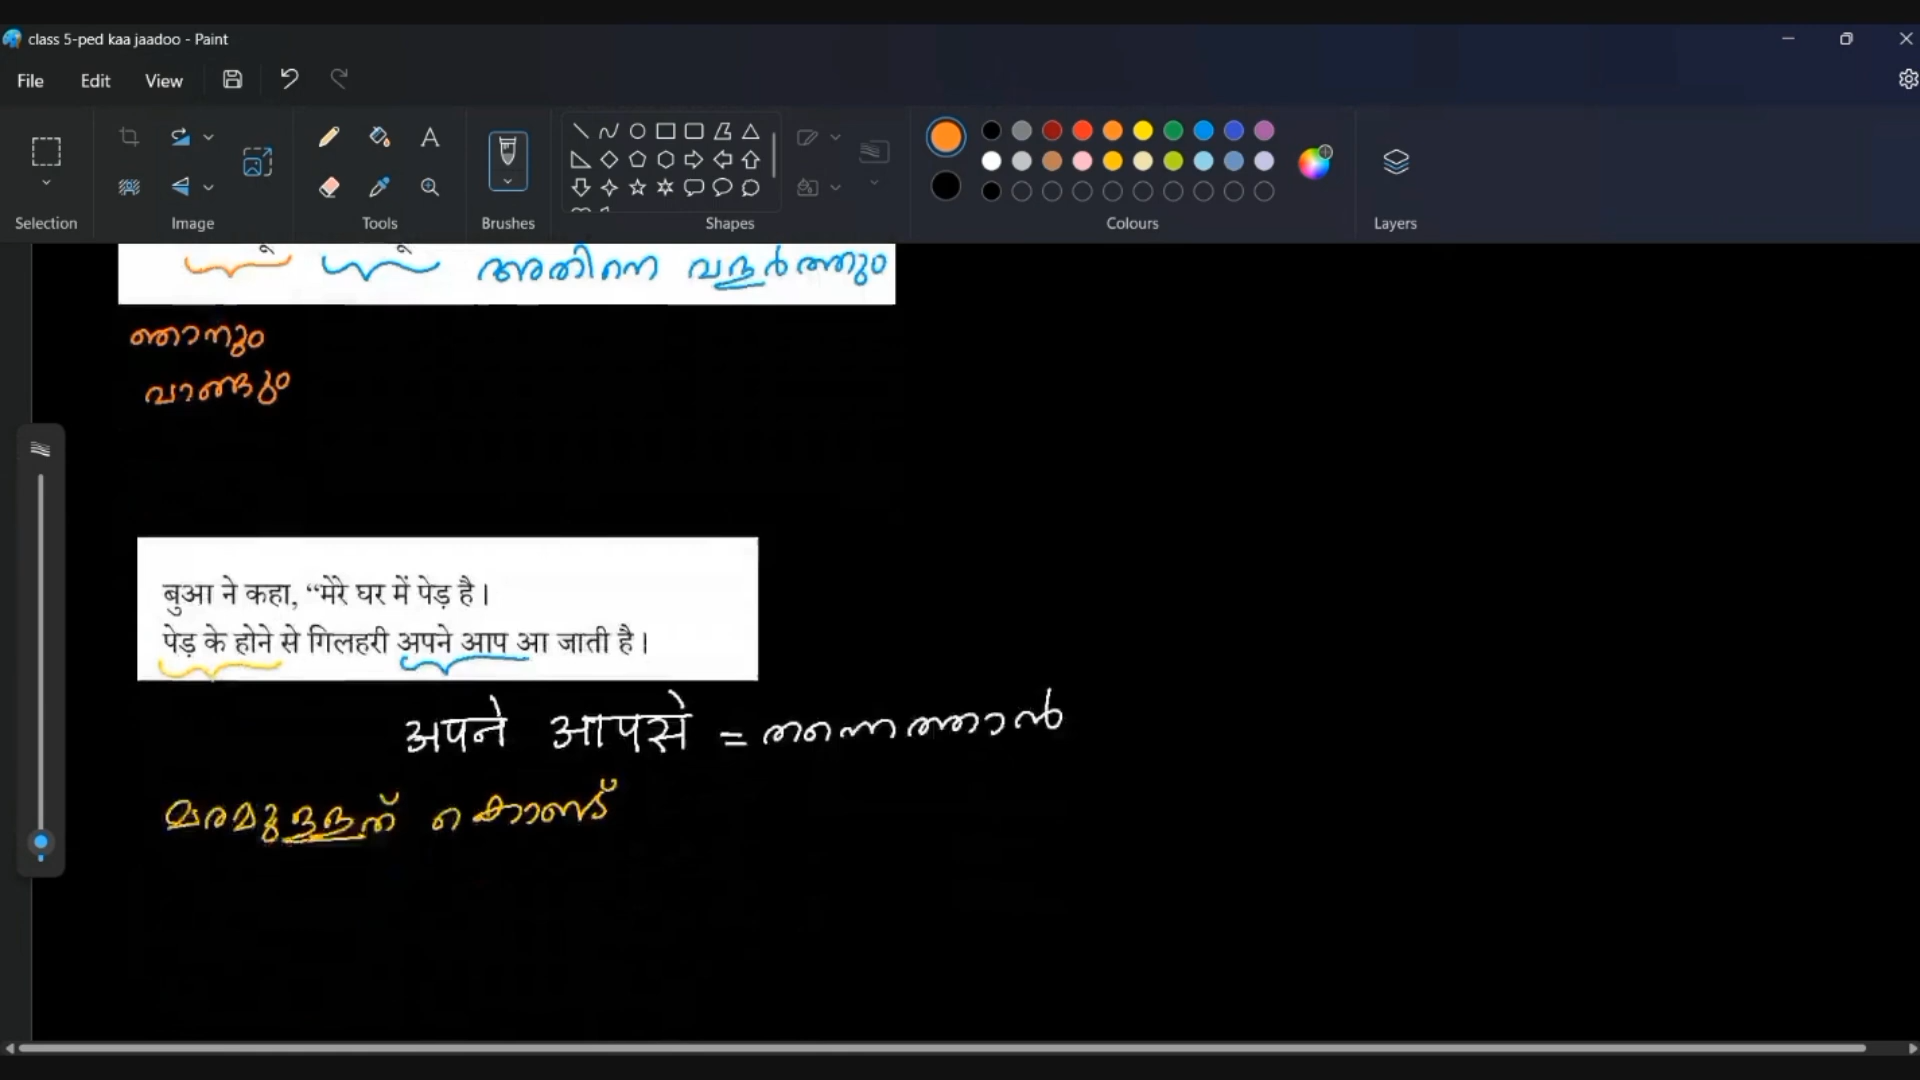 class 5-ped kaa jaadoo - Paint
File Edit View
Selection Image Tools Brushes Shapes Colours Layers
അതിനെ വളർത്തും
ഞാനും
വാങ്ങും
बुआ ने कहा, “मेरे घर में पेड़ है।
पेड़ के होने से गिलहरी अपने आप आ जाती है।
अपने आपसे = തന്നെത്താൻ
മരമുള്ളത് കൊണ്ട്